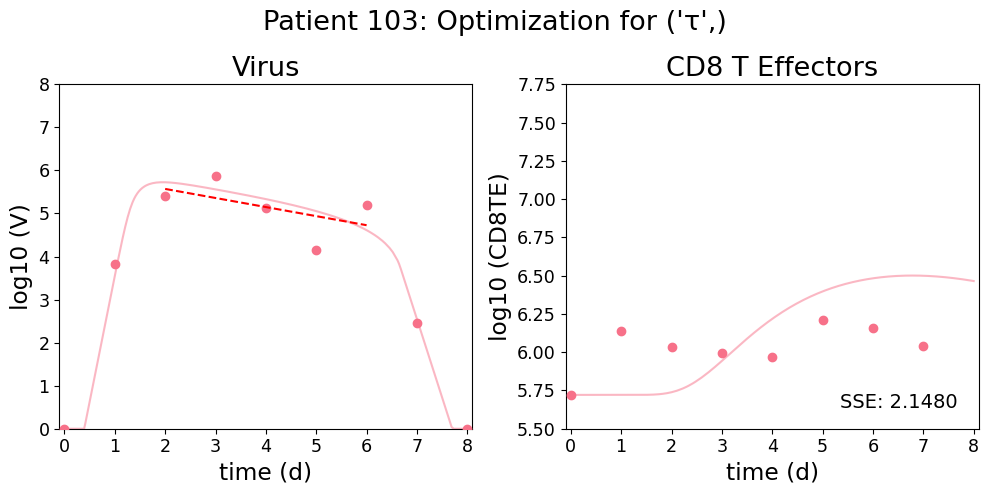 Patient 103: Optimization for ('τ',)
Virus
CD8 T Effectors
log10 (V)
8
7
6
5
4
3
2
1
0
0 1 2 3 4 5 6 7 8
time (d)
log10 (CD8TE)
7.75
7.50
7.25
7.00
6.75
6.50
6.25
6.00
5.75
5.50
SSE: 2.1480
0 1 2 3 4 5 6 7 8
time (d)